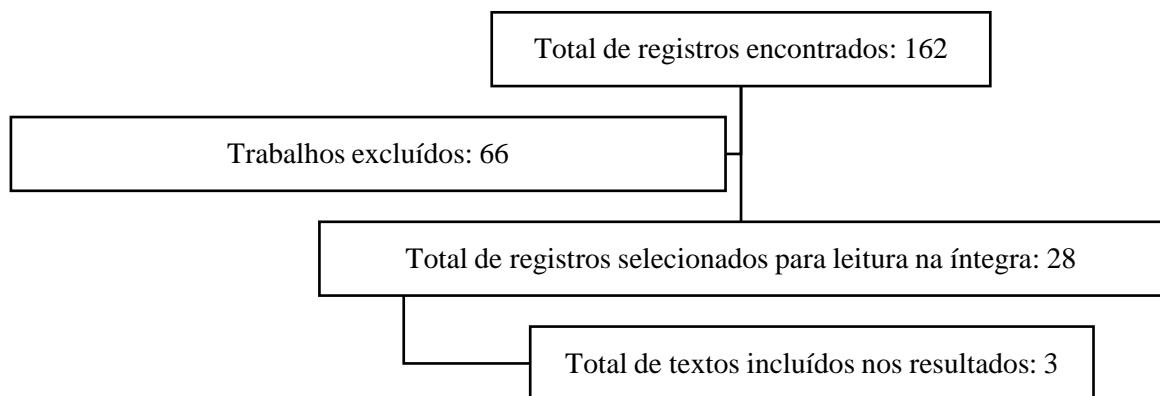 Total de registros encontrados: 162
Trabalhos excluídos: 66
Total de registros selecionados para leitura na íntegra: 28
Total de textos incluídos nos resultados: 3